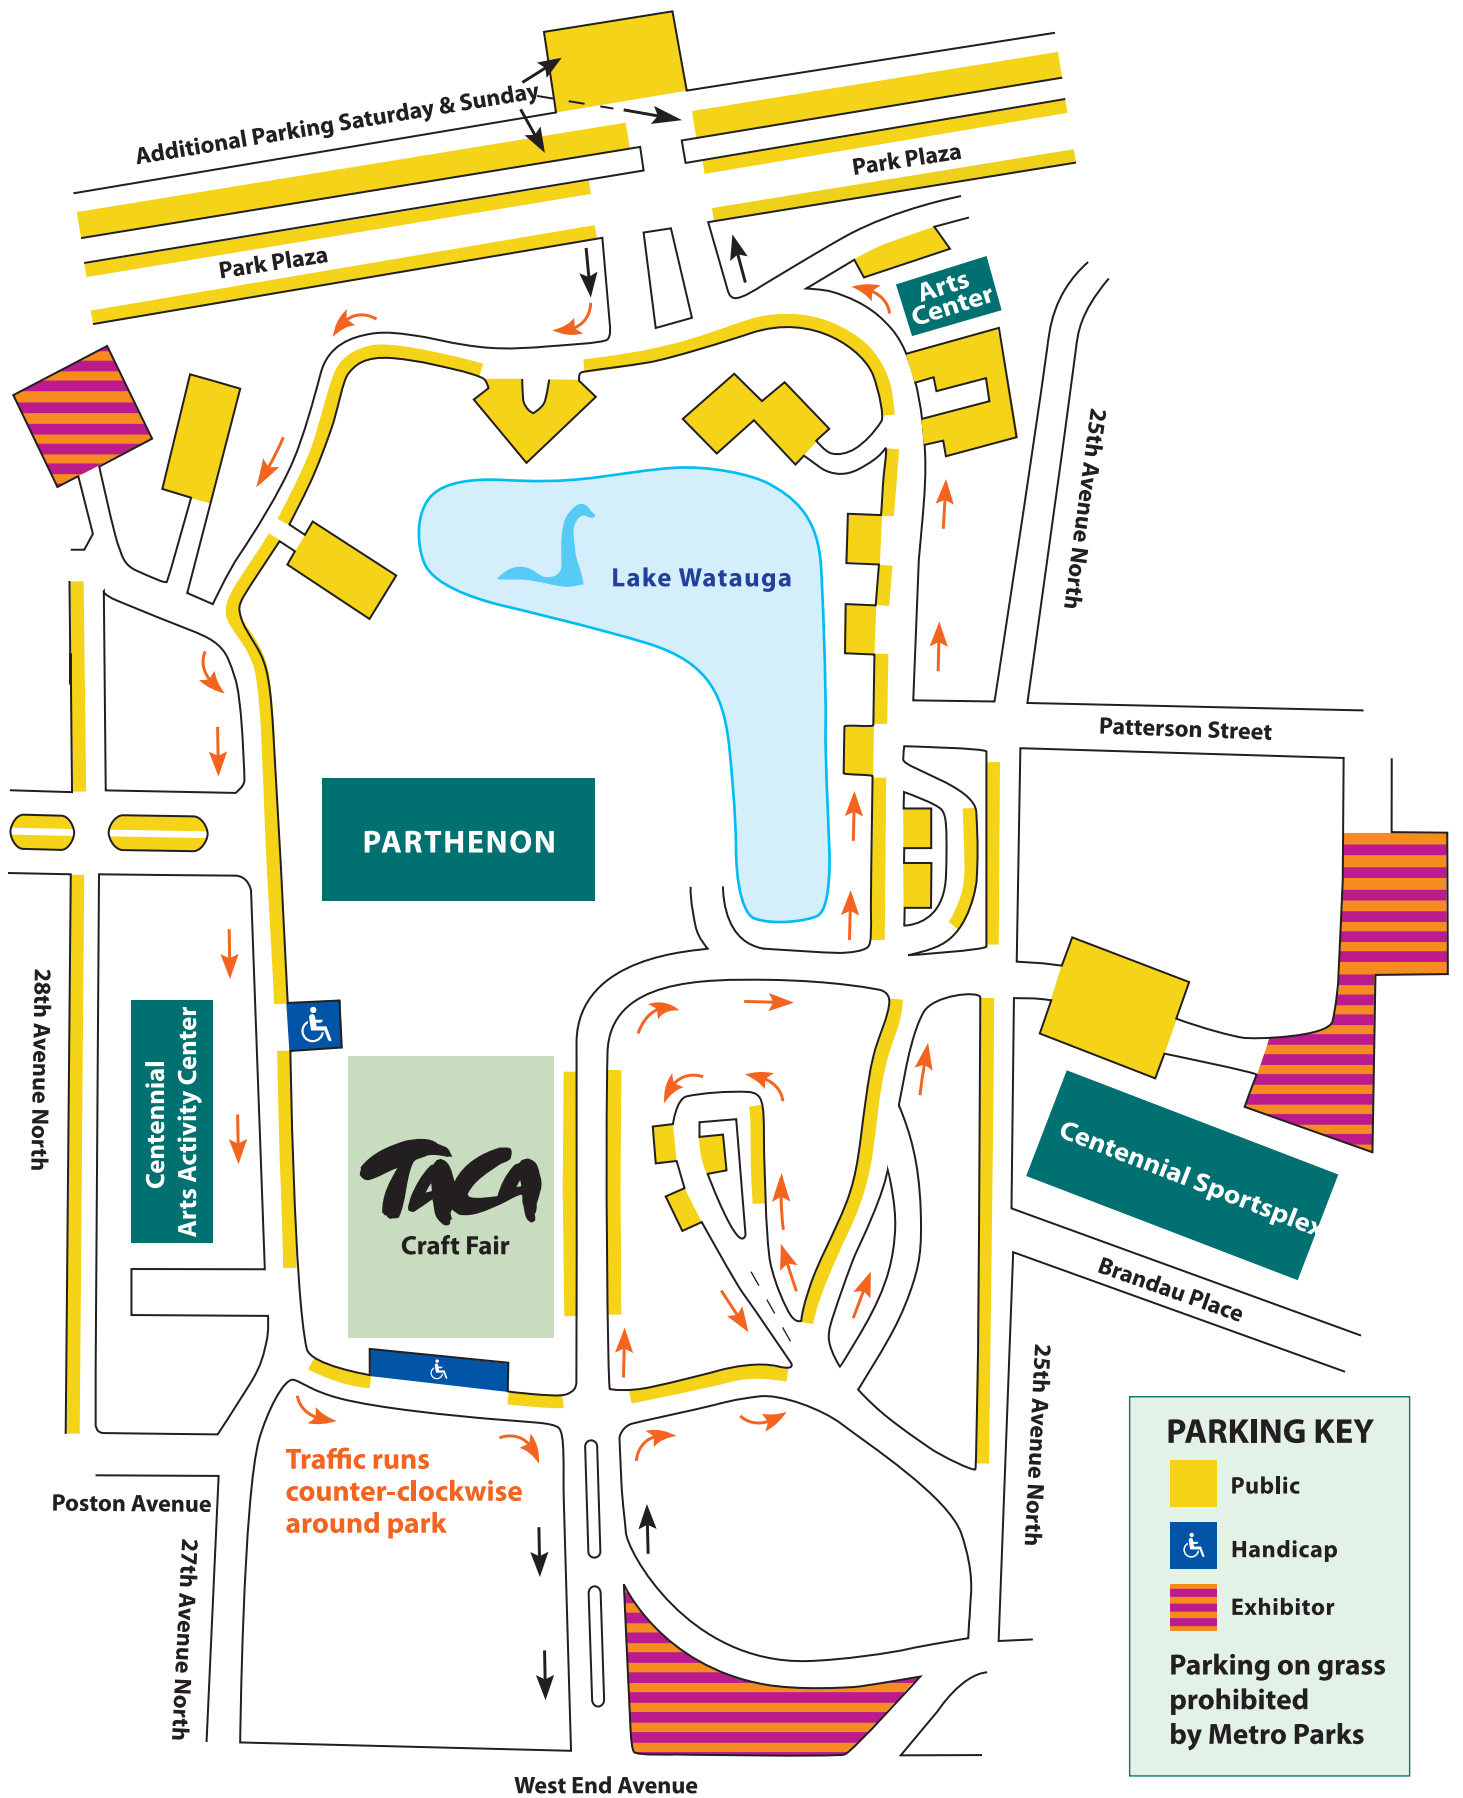 Additional Parking Saturday & Sunday
Park Plaza
Park Plaza
Arts
Center
25th Avenue North
Lake Watauga
Patterson Street
PARTHENON
28th Avenue North
Centennial
Arts Activity Center
TACA
Craft Fair
Centennial Sportsplex
Brandau Place
25th Avenue North
Traffic runs
counter-clockwise
around park
Poston Avenue
27th Avenue North
West End Avenue
PARKING KEY
Public
Handicap
Exhibitor
Parking on grass
prohibited
by Metro Parks